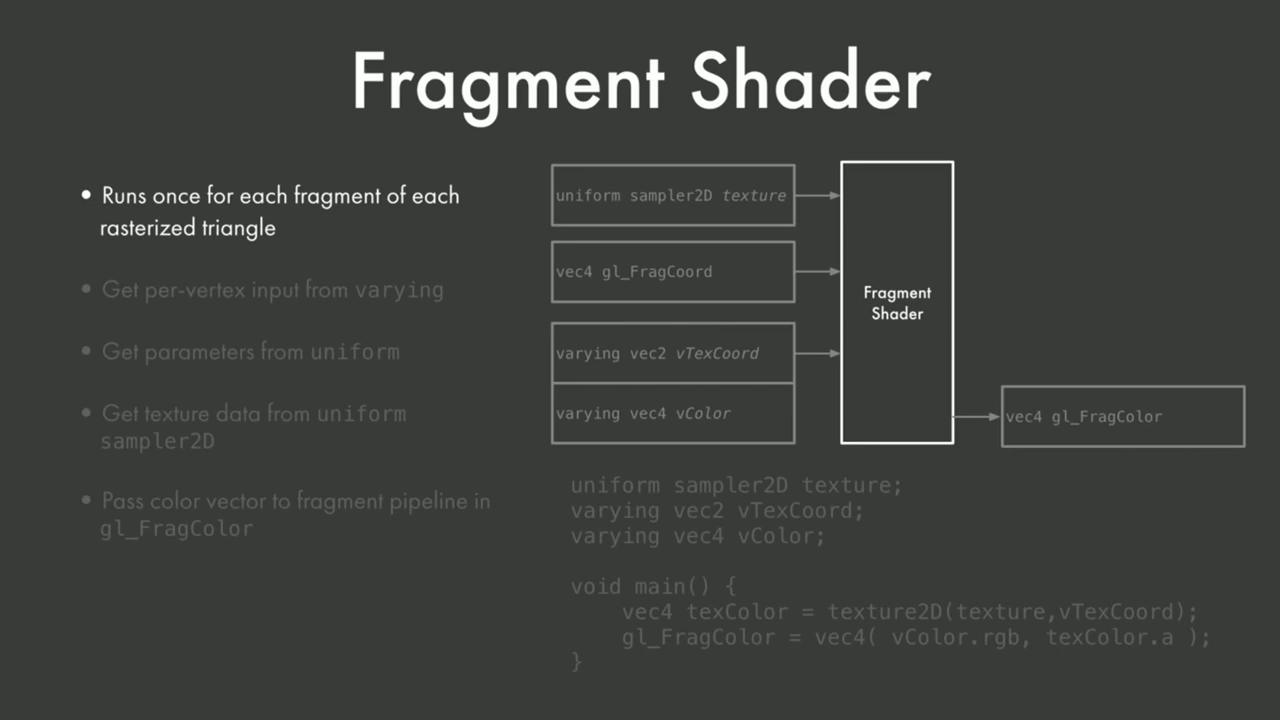 Fragment Shader
• Runs once for each fragment of each
rasterized triangle
• Get per-vertex input from varying
• Get parameters from uniform
• Get texture data from uniform
sampler2D
• Pass color vector to fragment pipeline in
gl_FragColor
uniform sampler2D texture
vec4 gl_FragCoord
varying vec2 vTexCoord
varying vec4 vColor
Fragment
Shader
vec4 gl_FragColor
uniform sampler2D texture;
varying vec2 vTexCoord;
varying vec4 vColor;
void main() {
    vec4 texColor = texture2D(texture,vTexCoord);
    gl_FragColor = vec4( vColor.rgb, texColor.a );
}